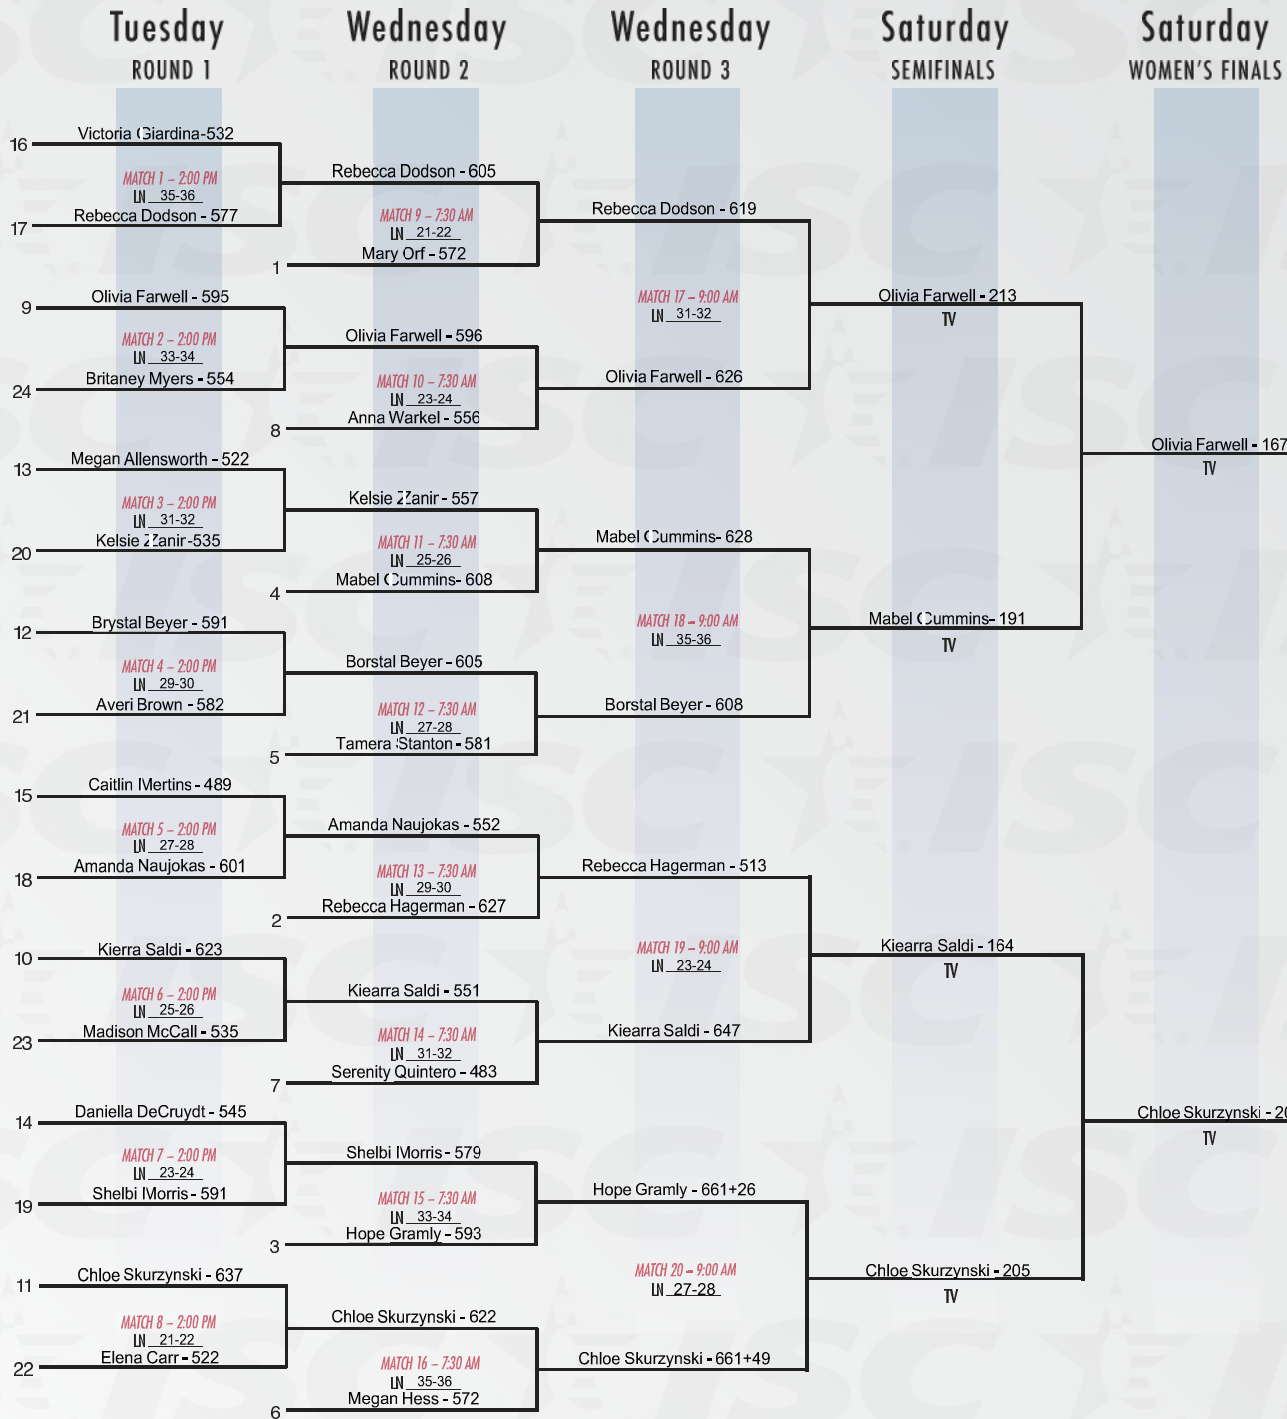 Tuesday
ROUND 1
Wednesday
ROUND 2
Wednesday
ROUND 3
Saturday
SEMIFINALS
Saturday
WOMEN'S FINALS
16
Victoria Giardina-532
MATCH 1 – 2:00 PM
LN 35-36
17
Rebecca Dodson - 577
9
Olivia Farwell - 595
MATCH 2 – 2:00 PM
LN 33-34
24
Britaney Myers - 554
13
Megan Allensworth - 522
MATCH 3 – 2:00 PM
LN 31-32
20
Kelsie Zanir-535
12
Brystal Beyer - 591
MATCH 4 – 2:00 PM
LN 29-30
21
Averi Brown - 582
15
Caitlin Mertins - 489
MATCH 5 – 2:00 PM
LN 27-28
18
Amanda Naujokas - 601
10
Kierra Saldi - 623
MATCH 6 – 2:00 PM
LN 25-26
23
Madison McCall - 535
14
Daniella DeCruydt - 545
MATCH 7 – 2:00 PM
LN 23-24
19
Shelbi Morris - 591
11
Chloe Skurzynski - 637
MATCH 8 – 2:00 PM
LN 21-22
22
Elena Carr - 522
Rebecca Dodson - 605
MATCH 9 – 7:30 AM
LN 21-22
Mary Orf - 572
1
Olivia Farwell - 596
MATCH 10 – 7:30 AM
LN 23-24
Anna Warkel - 556
8
Kelsie Zanir - 557
MATCH 11 – 7:30 AM
LN 25-26
Mabel Cummins- 608
4
Borstal Beyer - 605
MATCH 12 – 7:30 AM
LN 27-28
Tamera Stanton - 581
5
Amanda Naujokas - 552
MATCH 13 – 7:30 AM
LN 29-30
Rebecca Hagerman - 627
2
Kiearra Saldi - 551
MATCH 14 – 7:30 AM
LN 31-32
Serenity Quintero - 483
7
Shelbi Morris - 579
MATCH 15 – 7:30 AM
LN 33-34
Hope Gramly - 593
3
Chloe Skurzynski - 622
MATCH 16 – 7:30 AM
LN 35-36
Megan Hess - 572
6
Rebecca Dodson - 619
MATCH 17 – 9:00 AM
LN 31-32
Olivia Farwell - 626
Mabel Cummins- 628
MATCH 18 – 9:00 AM
LN 35-36
Borstal Beyer - 608
Rebecca Hagerman - 513
MATCH 19 – 9:00 AM
LN 23-24
Kiearra Saldi - 647
Hope Gramly - 661+26
MATCH 20 – 9:00 AM
LN 27-28
Chloe Skurzynski - 661+49
Olivia Farwell - 213
TV
Mabel Cummins- 191
TV
Kiearra Saldi - 164
TV
Chloe Skurzynski - 205
TV
Olivia Farwell - 167
TV
Chloe Skurzynski - 
TV